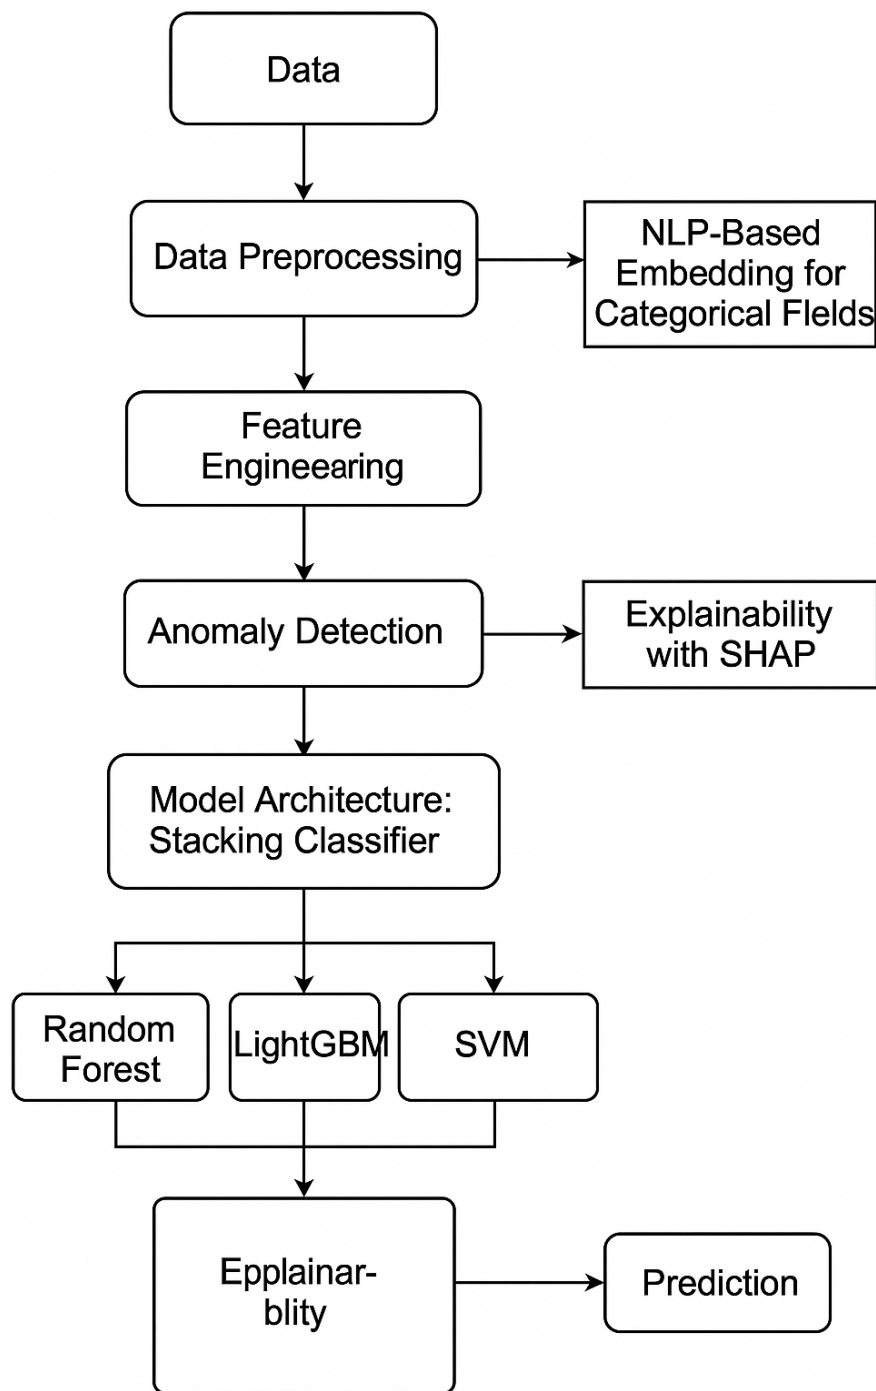 Data
Data Preprocessing
NLP-Based
Embedding for
Categorical Flelds
Feature
Engineearing
Anomaly Detection
Explainability
with SHAP
Model Architecture:
Stacking Classifier
Random
Forest
LightGBM
SVM
Epplainar-
blity
Prediction